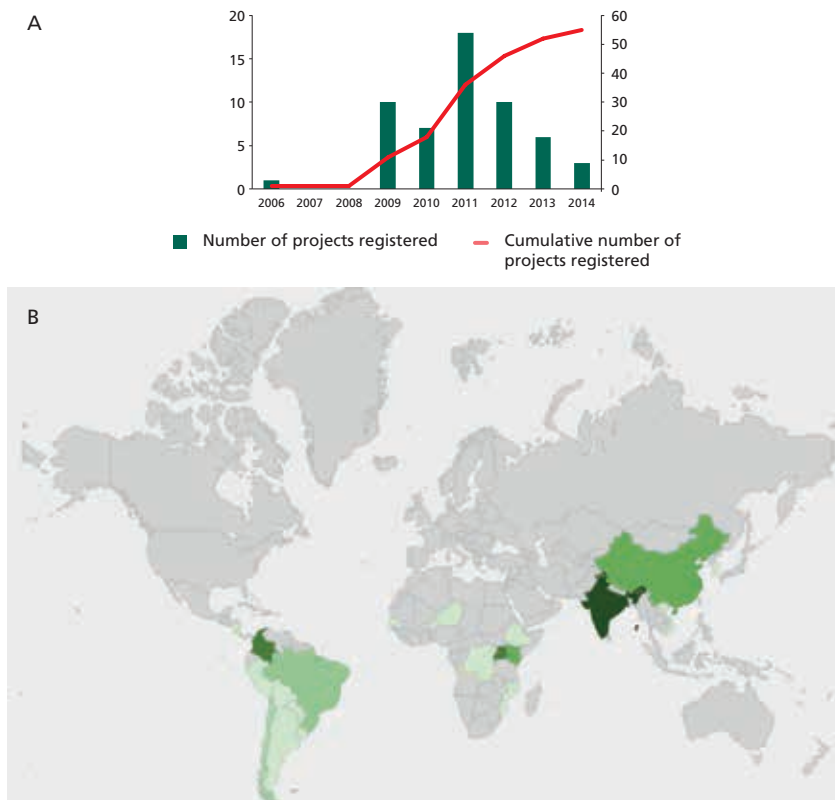 A
20
15
10
5
0
60
50
40
30
20
10
0
2006 2007 2008 2009 2010 2011 2012 2013 2014
Number of projects registered
Cumulative number of
projects registered
B